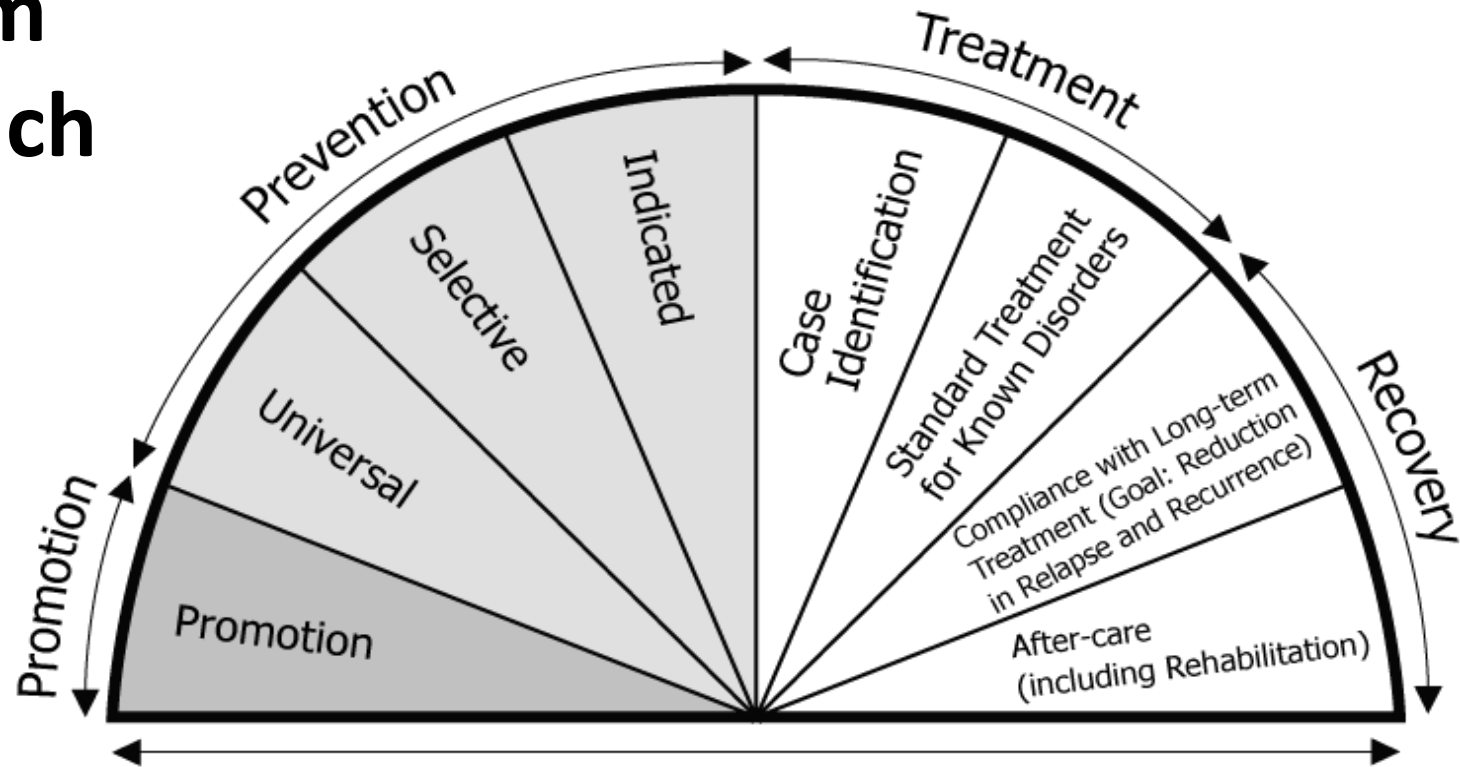 m
ch
Promotion
Prevention
Treatment
Recovery
Promotion
Universal
Selective
Indicated
Case
Identification
Standard Treatment
for Known Disorders
Compliance with Long-term
Treatment (Goal: Reduction
in Relapse and Recurrence)
After-care
(including Rehabilitation)